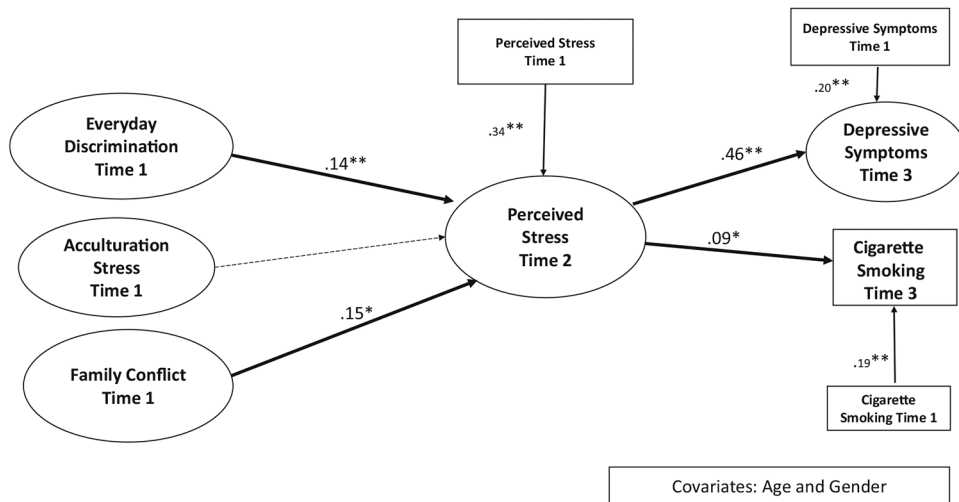 Perceived Stress
Time 1
Depressive Symptoms
Time 1
.20**
Everyday
Discrimination
Time 1
.14**
.34**
.46**
Depressive
Symptoms
Time 3
Acculturation
Stress
Time 1
Perceived
Stress
Time 2
.09*
Cigarette
Smoking
Time 3
.15*
Family Conflict
Time 1
.19**
Cigarette
Smoking Time 1
Covariates: Age and Gender